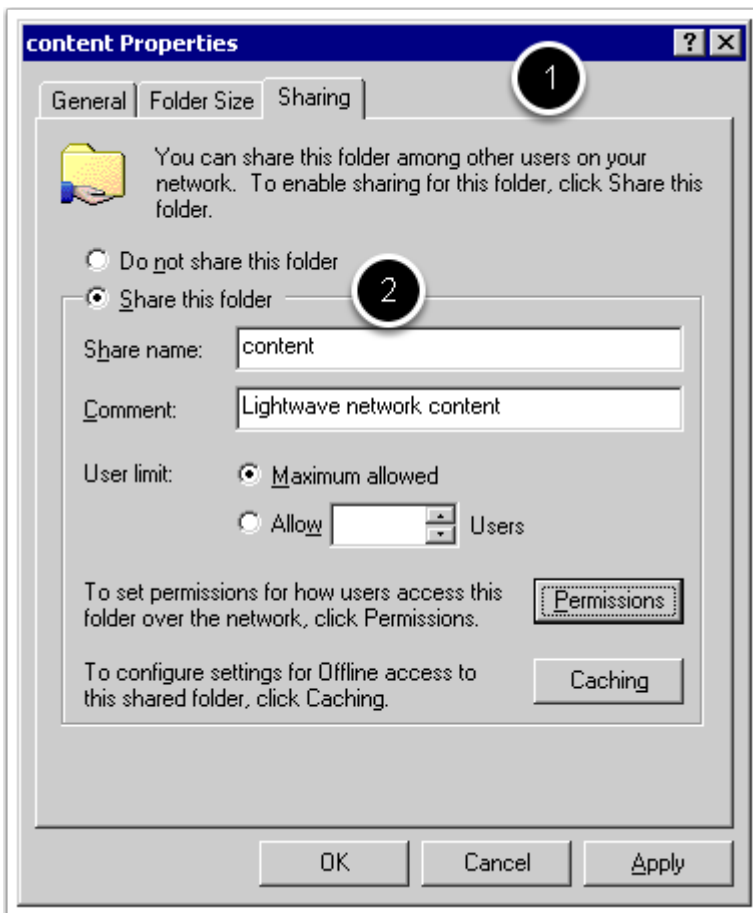 content Properties
1
General Folder Size Sharing
You can share this folder among other users on your
network. To enable sharing for this folder, click Share this
folder.
Do not share this folder
Share this folder 2
Share name: content
Comment: Lightwave network content
User limit: Maximum allowed
Allow Users
To set permissions for how users access this
folder over the network, click Permissions.
Permissions
To configure settings for Offline access to
this shared folder, click Caching.
Caching
OK Cancel Apply